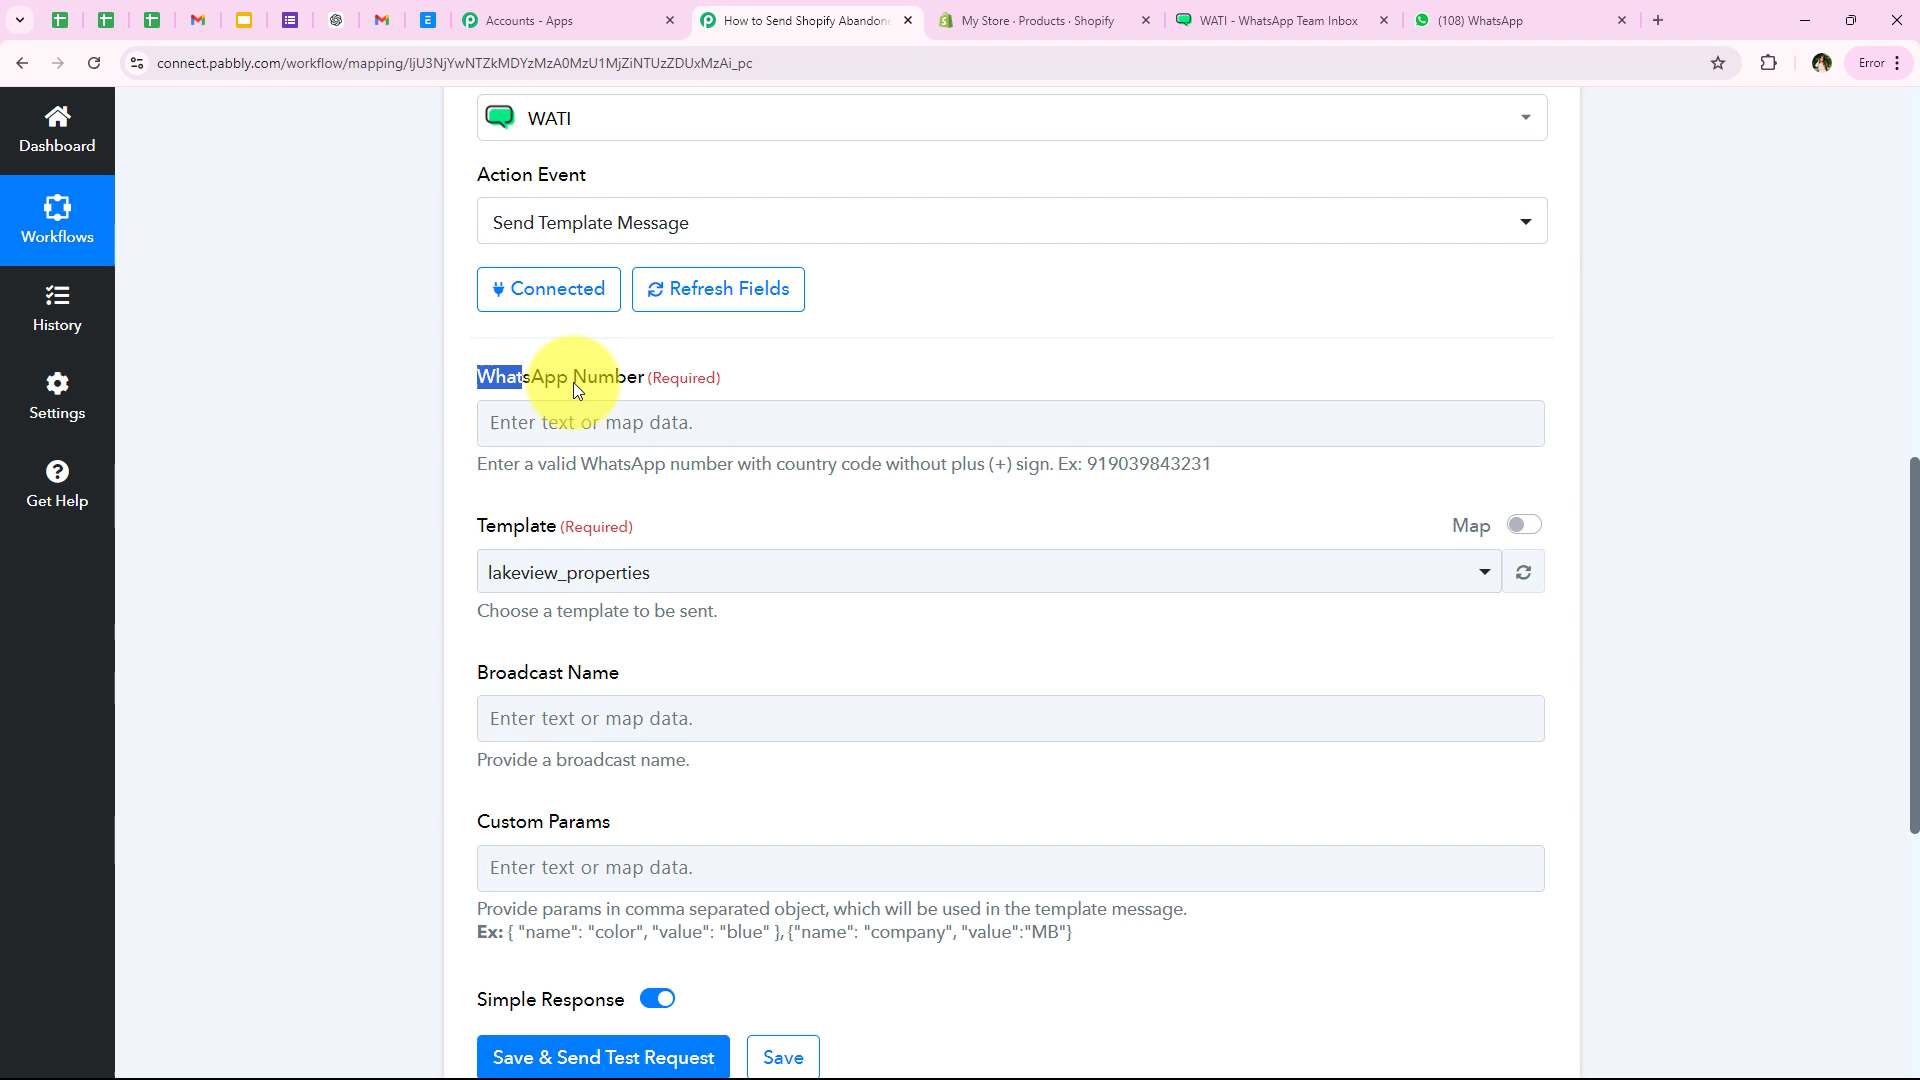 Accounts - Apps
How to Send Shopify Abandone
My Store · Products · Shopify
WATI - WhatsApp Team Inbox
(108) WhatsApp
connect.pabbly.com/workflow/mapping/IjU3NjYwNTZkMDYzMzA0MzU1MjZiNTUzZDUxMzAi_pc
Error
Dashboard
Workflows
History
Settings
Get Help
WATI
Action Event
Send Template Message
Connected
Refresh Fields
WhatsApp Number (Required)
Enter text or map data.
Enter a valid WhatsApp number with country code without plus (+) sign. Ex: 919039843231
Template (Required)
Map
lakeview_properties
Choose a template to be sent.
Broadcast Name
Enter text or map data.
Provide a broadcast name.
Custom Params
Enter text or map data.
Provide params in comma separated object, which will be used in the template message.
Ex: { "name": "color", "value": "blue" }, {"name": "company", "value":"MB"}
Simple Response
Save & Send Test Request
Save